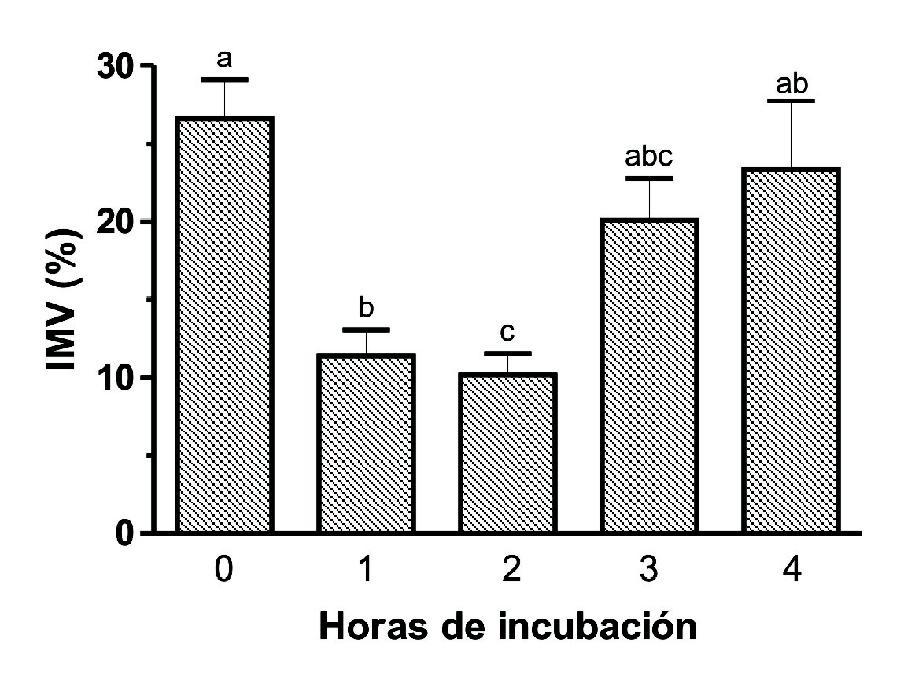 30
20
10
0
IMV (%)
a
b
c
abc
ab
0 1 2 3 4
Horas de incubación